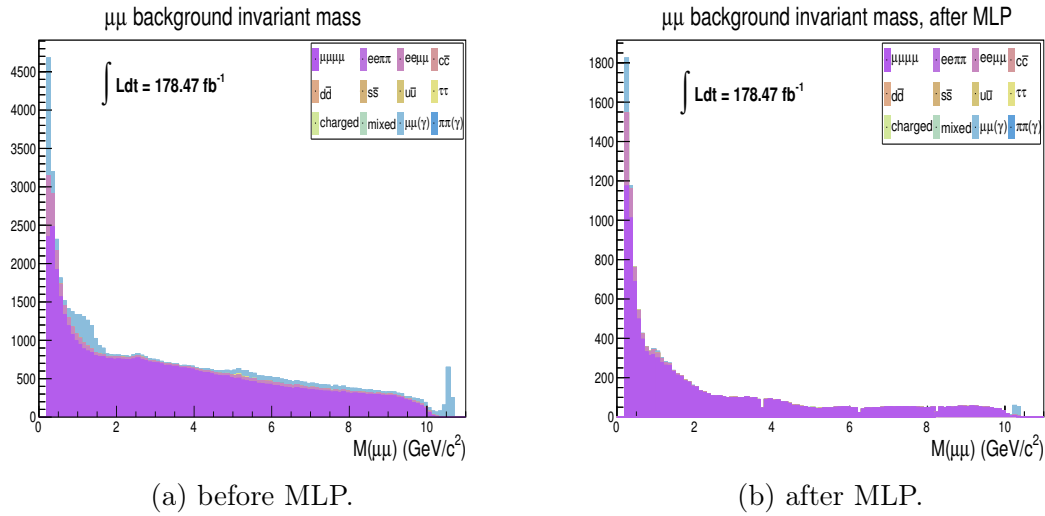 μμ background invariant mass
4500
4000
3500
3000
2500
2000
1500
1000
500
0
∫ Ldt = 178.47 fb⁻¹
μμμμ eeππ eeμμ cc̅
dd̅ ss̅ uu̅ ττ
charged mixed μμ(γ) ππ(γ)
0 2 4 6 8 10
M(μμ) (GeV/c²)
(a) before MLP.
μμ background invariant mass, after MLP
1800
1600
1400
1200
1000
800
600
400
200
0
∫ Ldt = 178.47 fb⁻¹
μμμμ eeππ eeμμ cc̅
dd̅ ss̅ uu̅ ττ
charged mixed μμ(γ) ππ(γ)
0 2 4 6 8 10
M(μμ) (GeV/c²)
(b) after MLP.